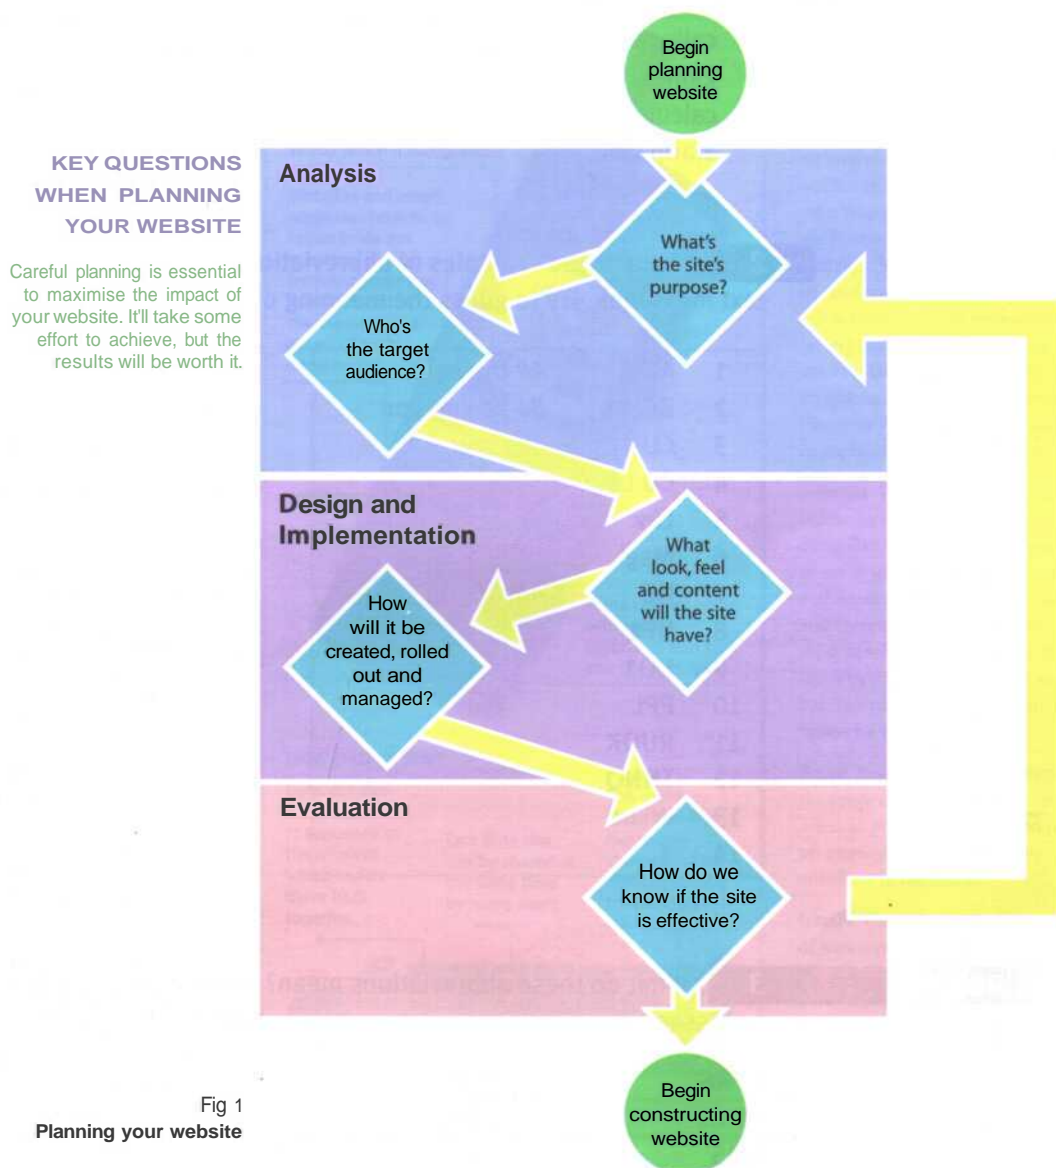 Begin
planning
website
KEY QUESTIONS
WHEN PLANNING
YOUR WEBSITE
Careful planning is essential
to maximise the impact of
your website. It'll take some
effort to achieve, but the
results will be worth it.
Analysis
What's
the site's
purpose?
Who's
the target
audience?
Design and
Implementation
What
look, feel
and content
will the site
have?
How
will it be
created, rolled
out and
managed?
Evaluation
How do we
know if the site
is effective?
Begin
constructing
website
Fig 1
Planning your website